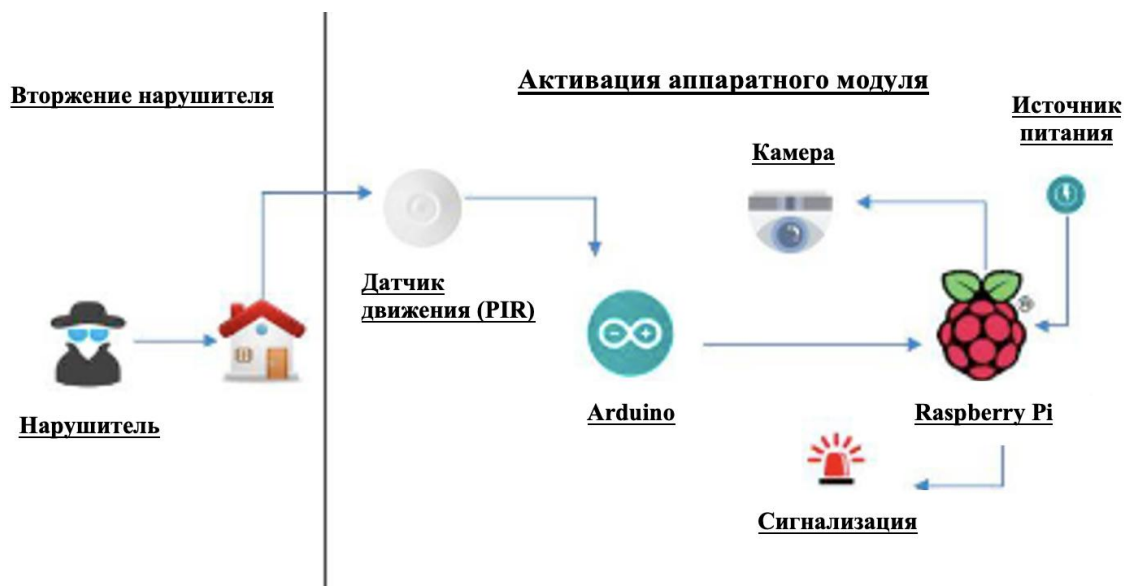 Вторжение нарушителя
Активация аппаратного модуля
Источник
питания
Камера
Датчик
движения (PIR)
Нарушитель
Arduino
Raspberry Pi
®
Сигнализация